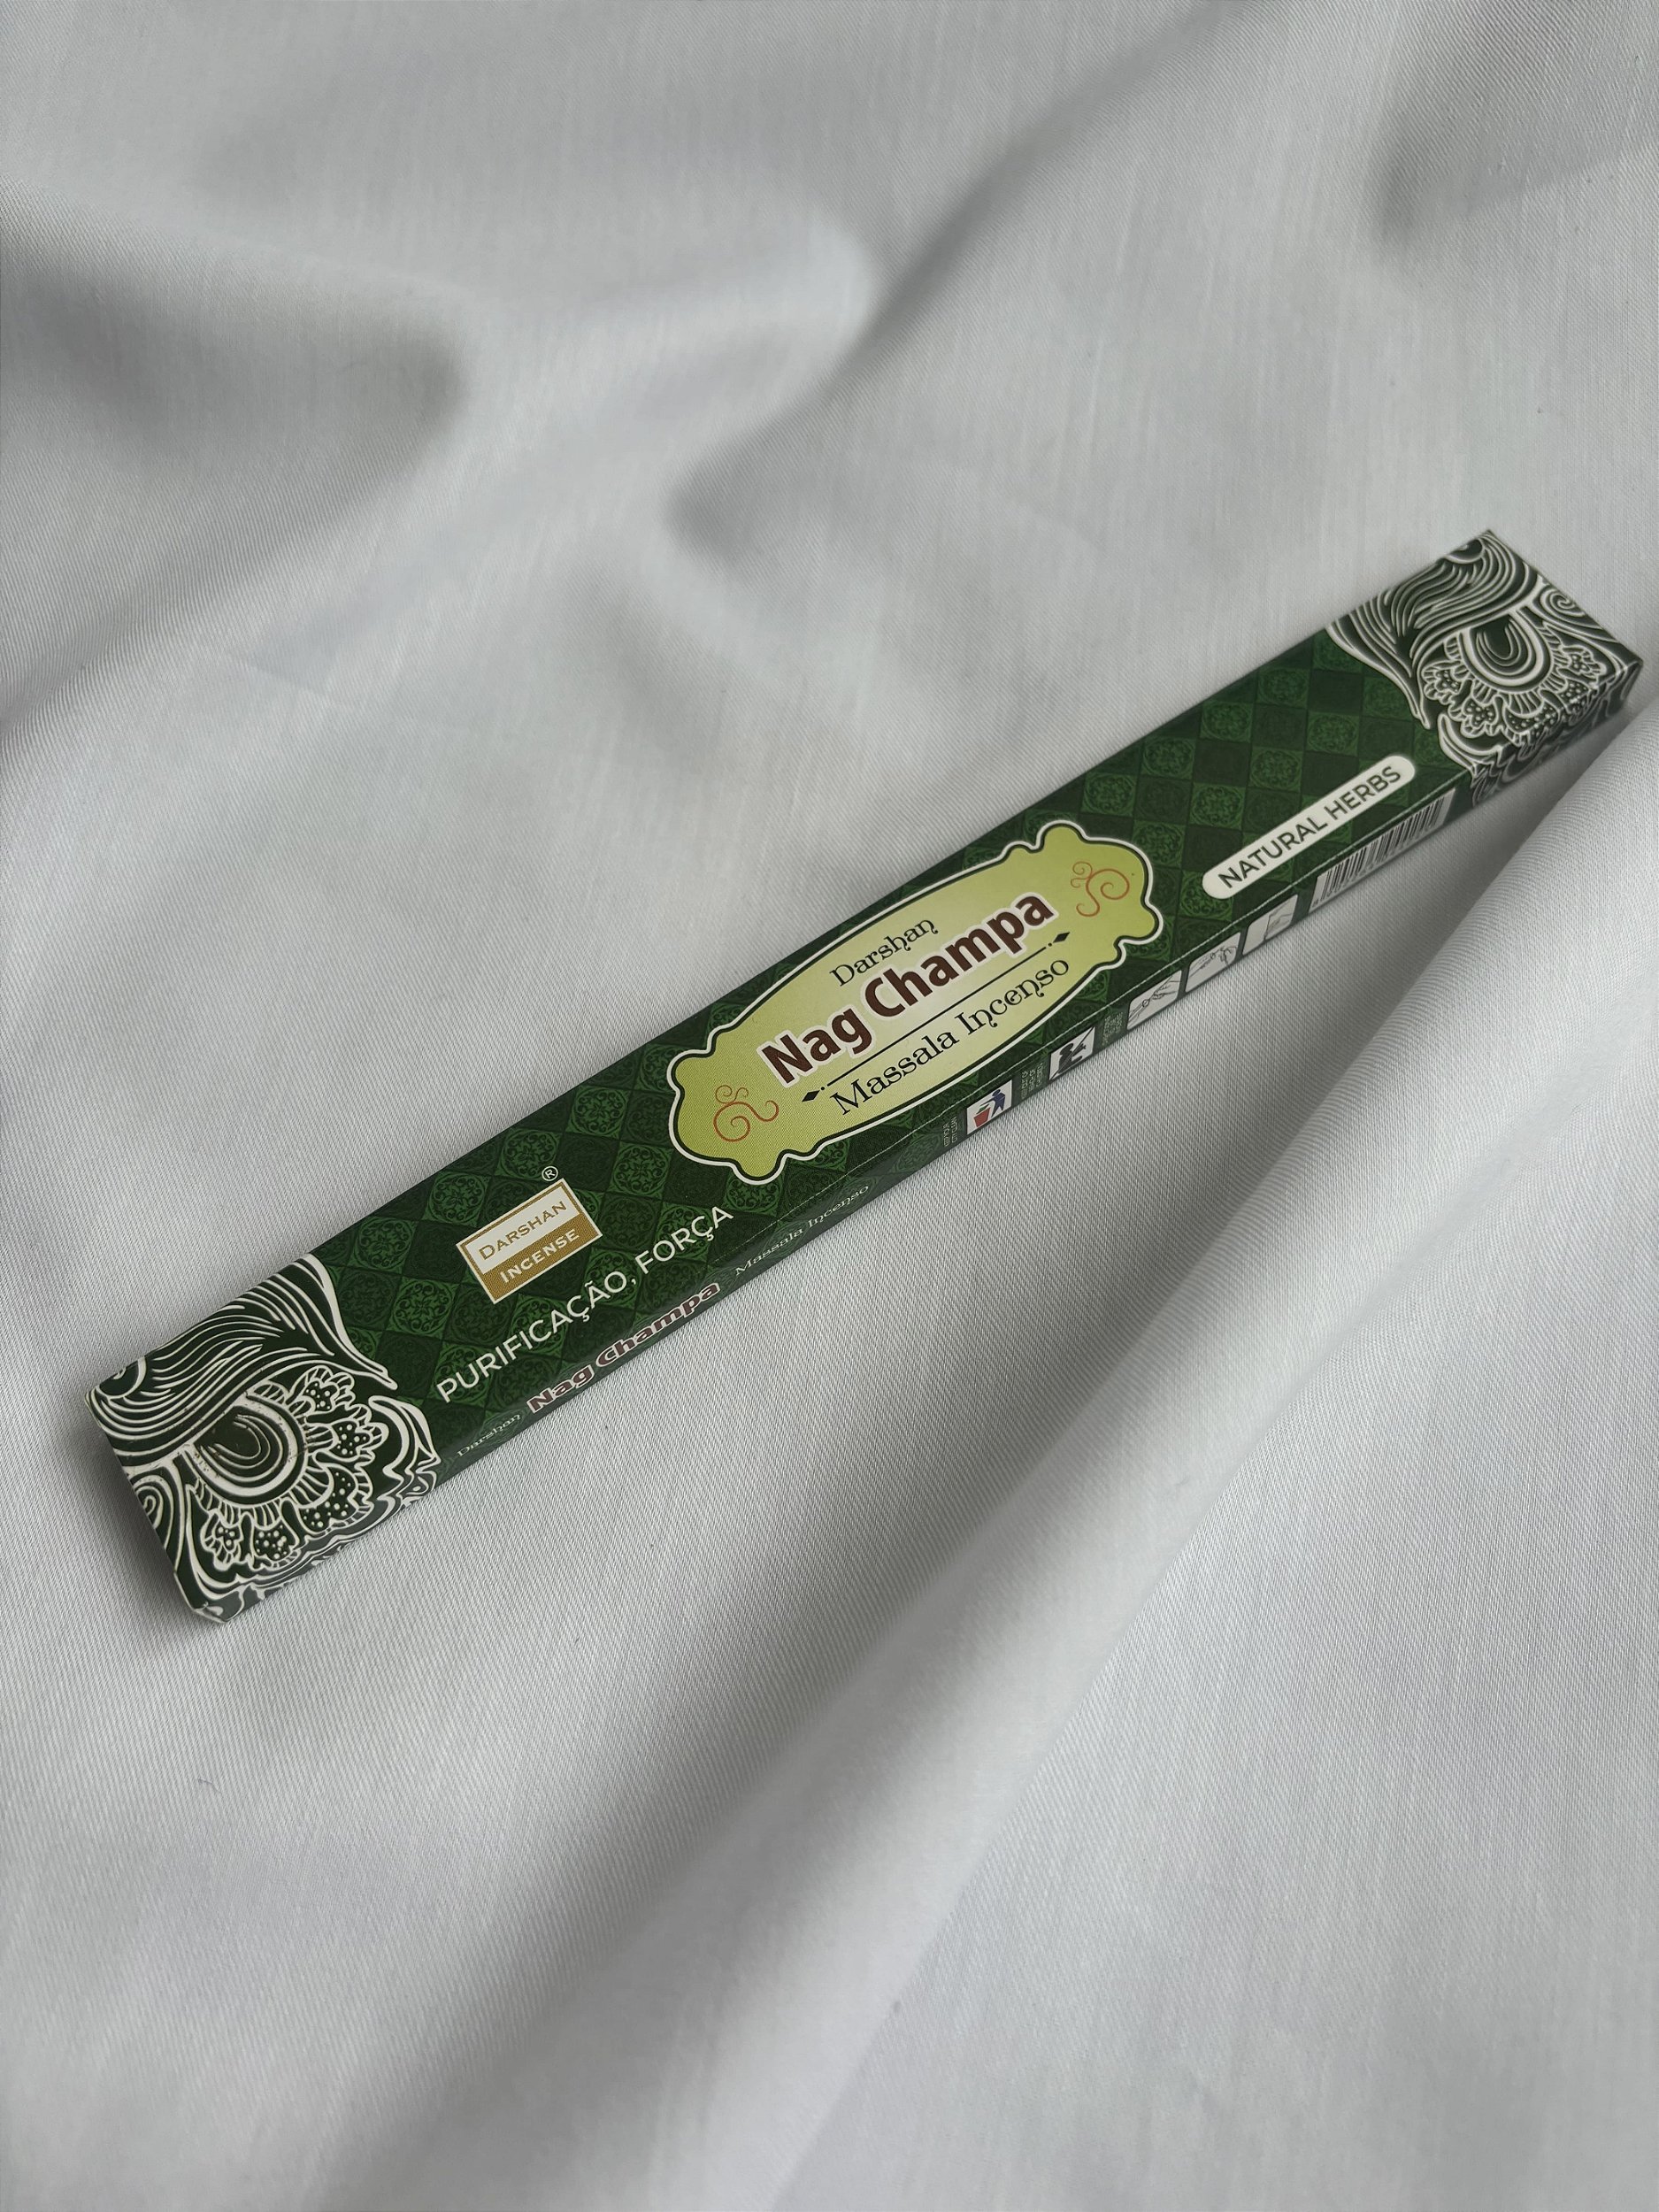 NATURAL HERBS
Darshan
Nag Champa
Massala Incenso
®
DARSHAN
INCENSE
PURIFICAÇÃO, FORÇA
Darshan Nag Champa Massala Incenso